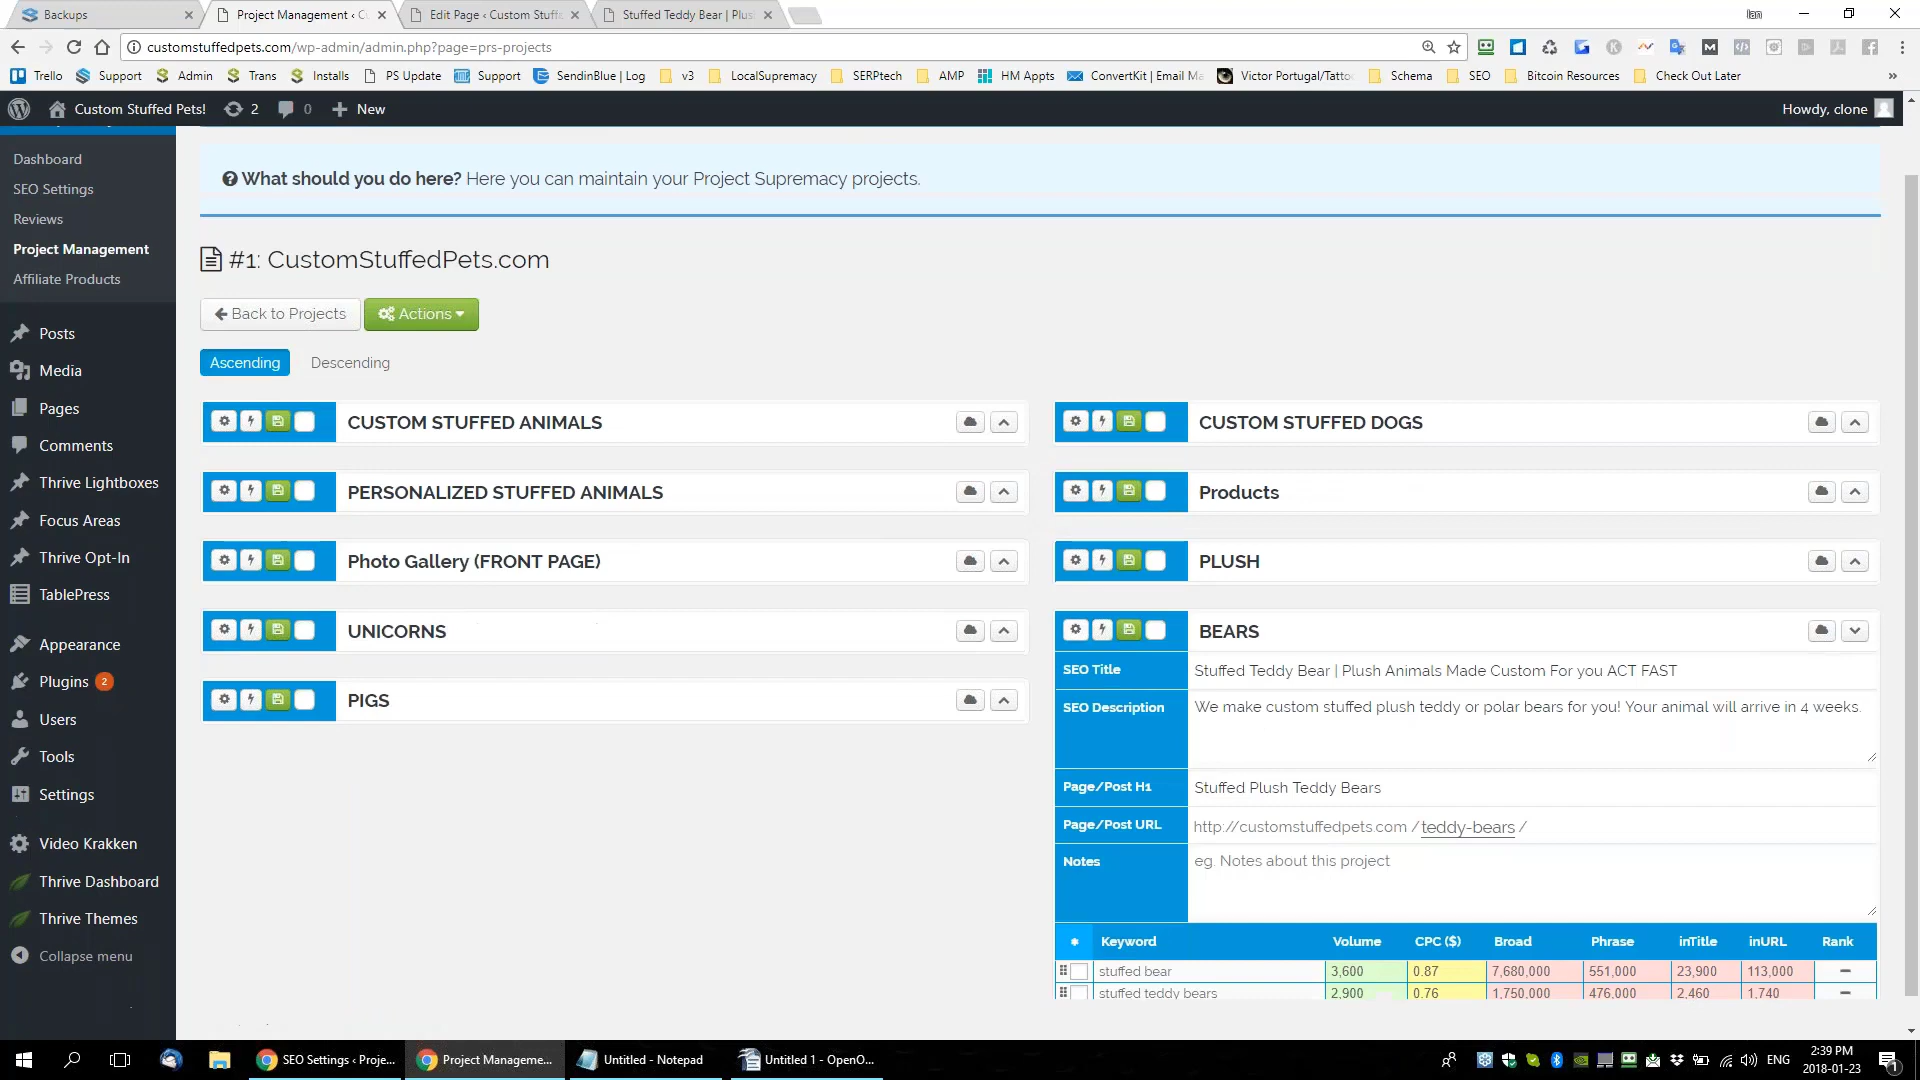 Backups
Project Management ‹ Cu
Edit Page ‹ Custom Stuffe
Stuffed Teddy Bear | Plus
Ian
customstuffedpets.com/wp-admin/admin.php?page=prs-projects
Trello
Support
Admin
Trans
Installs
PS Update
Support
SendinBlue | Log
v3
LocalSupremacy
SERPtech
AMP
HM Appts
ConvertKit | Email Ma
Victor Portugal/Tatto
Schema
SEO
Bitcoin Resources
Check Out Later
»
Custom Stuffed Pets!
2
0
New
Howdy, clone
Dashboard
SEO Settings
Reviews
Project Management
Affiliate Products
Posts
Media
Pages
Comments
Thrive Lightboxes
Focus Areas
Thrive Opt-In
TablePress
Appearance
Plugins 2
Users
Tools
Settings
Video Krakken
Thrive Dashboard
Thrive Themes
Collapse menu
What should you do here? Here you can maintain your Project Supremacy projects.
#1: CustomStuffedPets.com
Back to Projects
Actions
Ascending
Descending
CUSTOM STUFFED ANIMALS
CUSTOM STUFFED DOGS
PERSONALIZED STUFFED ANIMALS
Products
Photo Gallery (FRONT PAGE)
PLUSH
UNICORNS
BEARS
PIGS
SEO Title
Stuffed Teddy Bear | Plush Animals Made Custom For you ACT FAST
SEO Description
We make custom stuffed plush teddy or polar bears for you! Your animal will arrive in 4 weeks.
Page/Post H1
Stuffed Plush Teddy Bears
Page/Post URL
http://customstuffedpets.com /teddy-bears /
Notes
eg. Notes about this project
Keyword Volume CPC ($) Broad Phrase inTitle inURL Rank
stuffed bear 3,600 0.87 7,680,000 551,000 23,900 113,000
stuffed teddy bears 2,900 0.76 1,750,000 476,000 2,460 1,740
SEO Settings ‹ Proje...
Project Manageme...
Untitled - Notepad
Untitled 1 - OpenO...
ENG
2:39 PM
2018-01-23
1